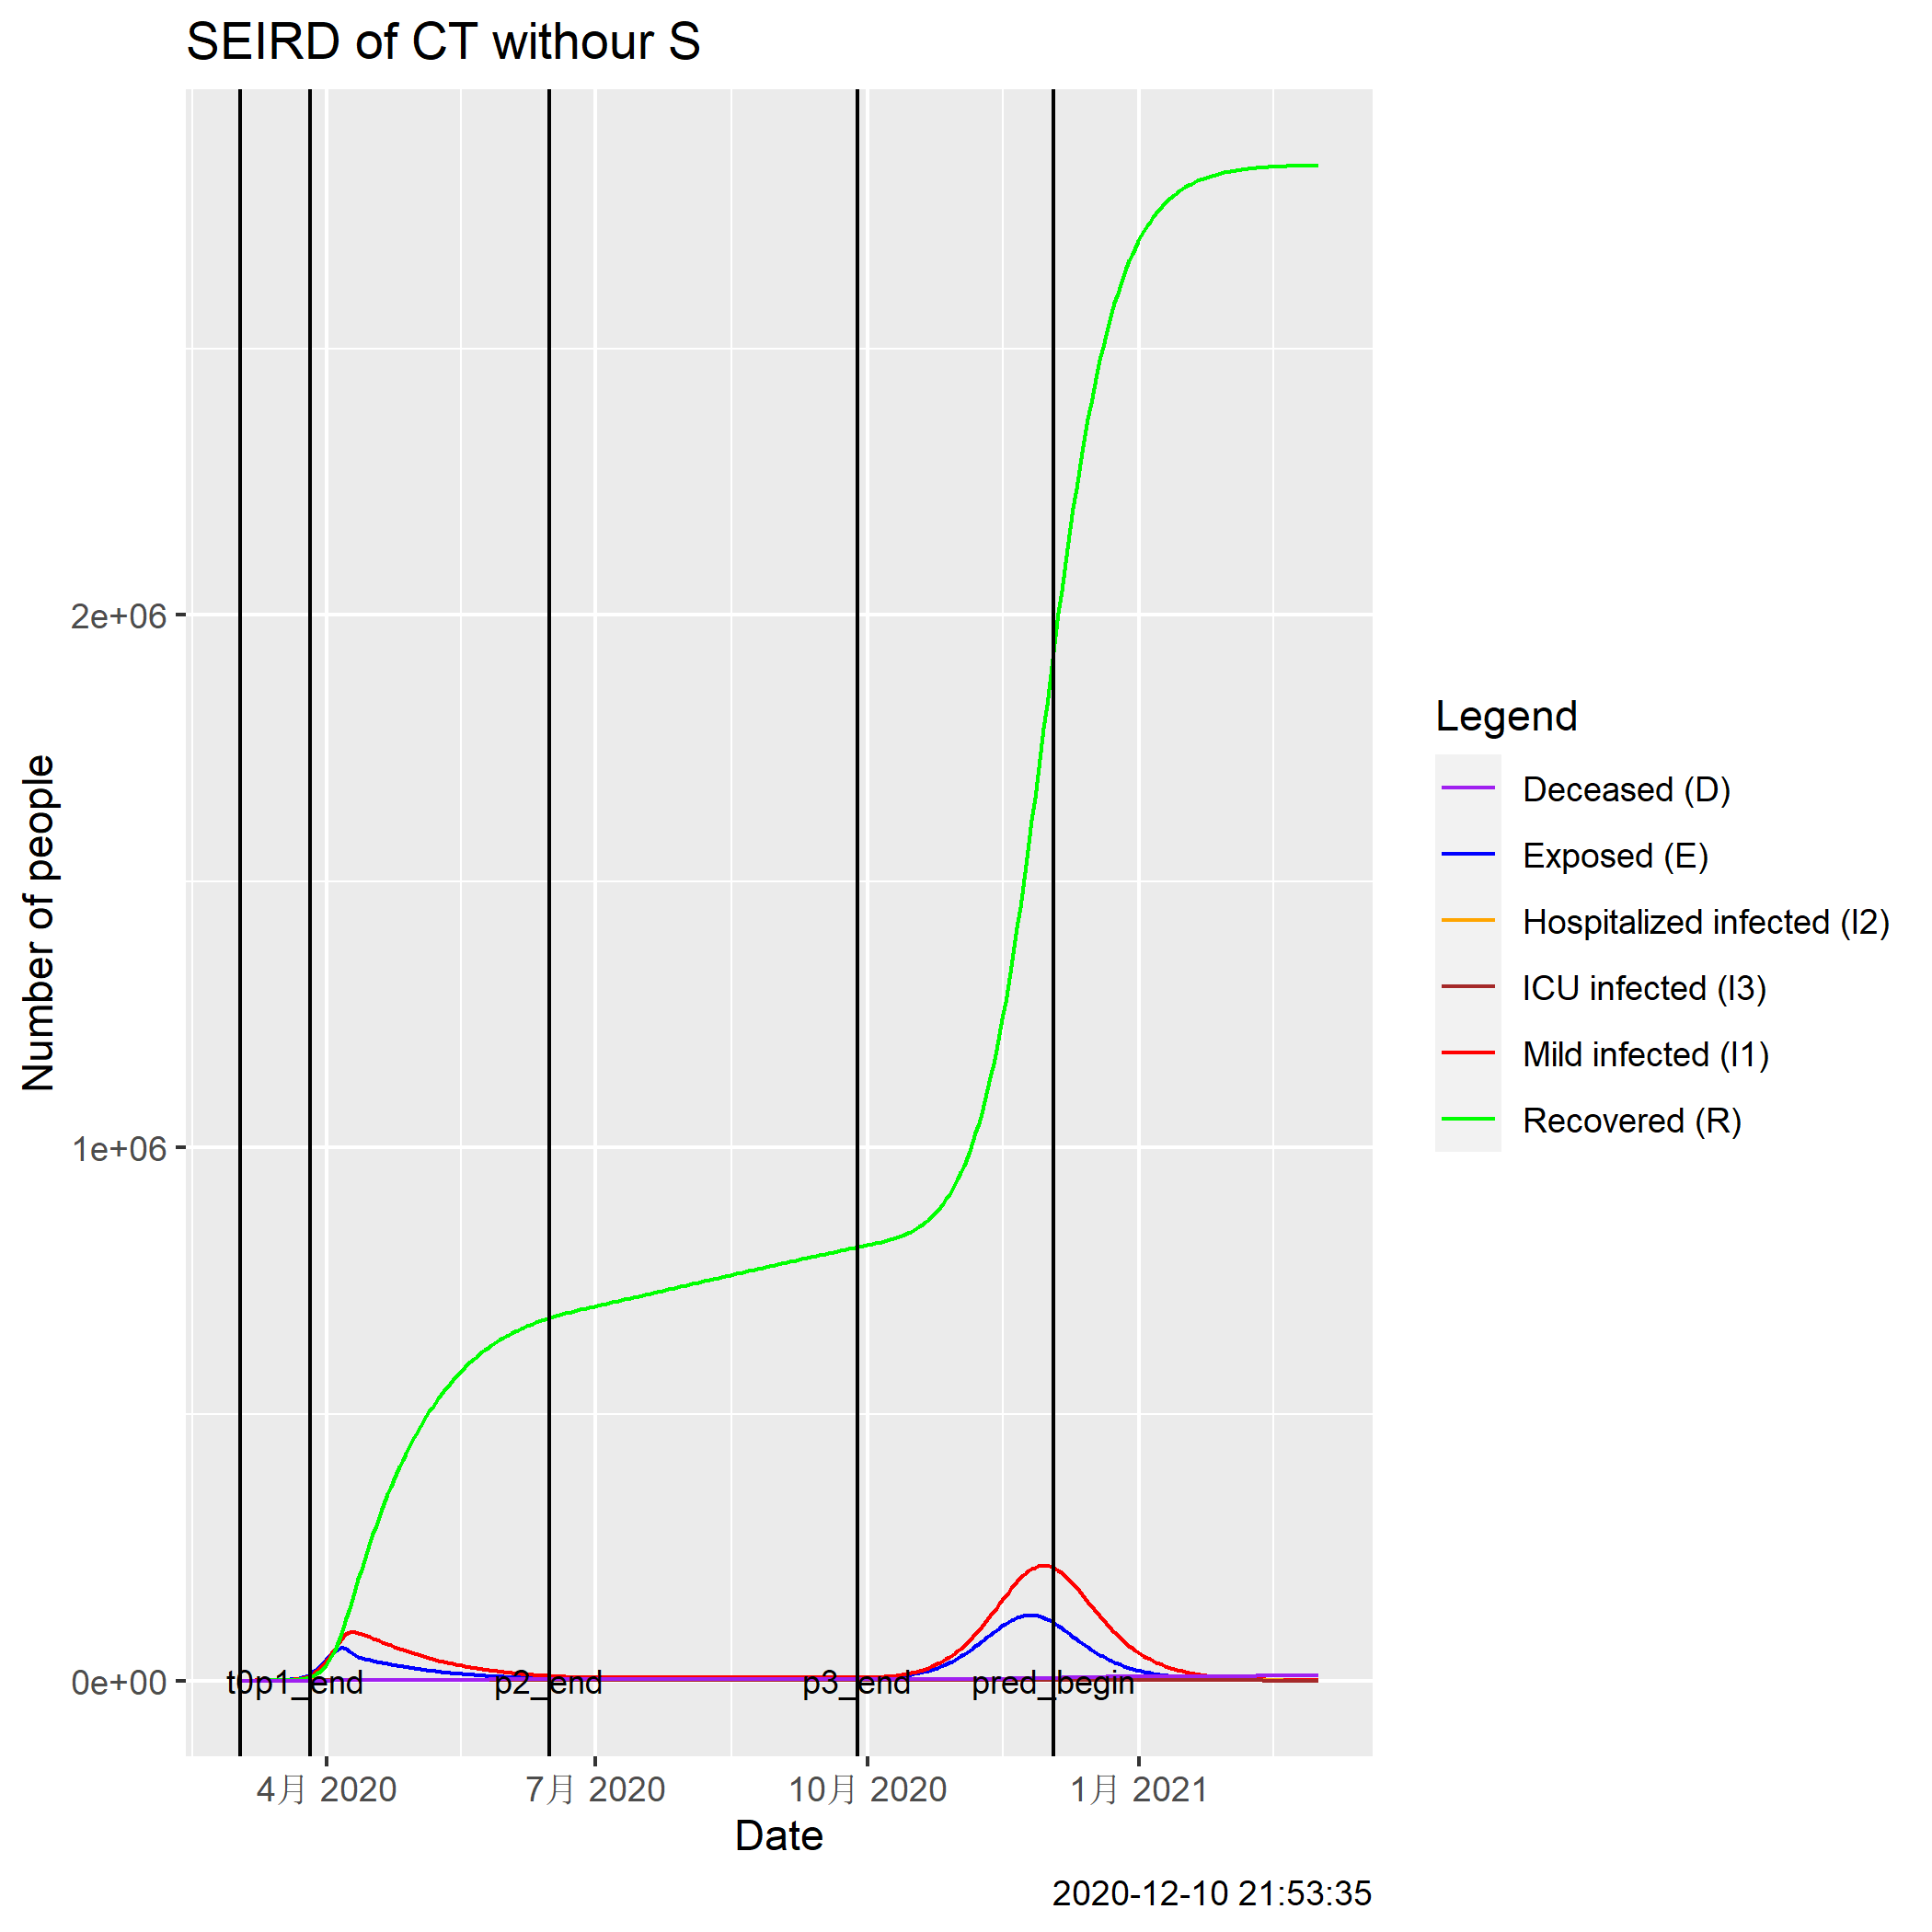 SEIRD of CT withour S
Number of people
2e+06
1e+06
0e+00
t0p1_end
p2_end
p3_end
pred_begin
4月 2020
7月 2020
10月 2020
1月 2021
Date
Legend
Deceased (D)
Exposed (E)
Hospitalized infected (I2)
ICU infected (I3)
Mild infected (I1)
Recovered (R)
2020-12-10 21:53:35